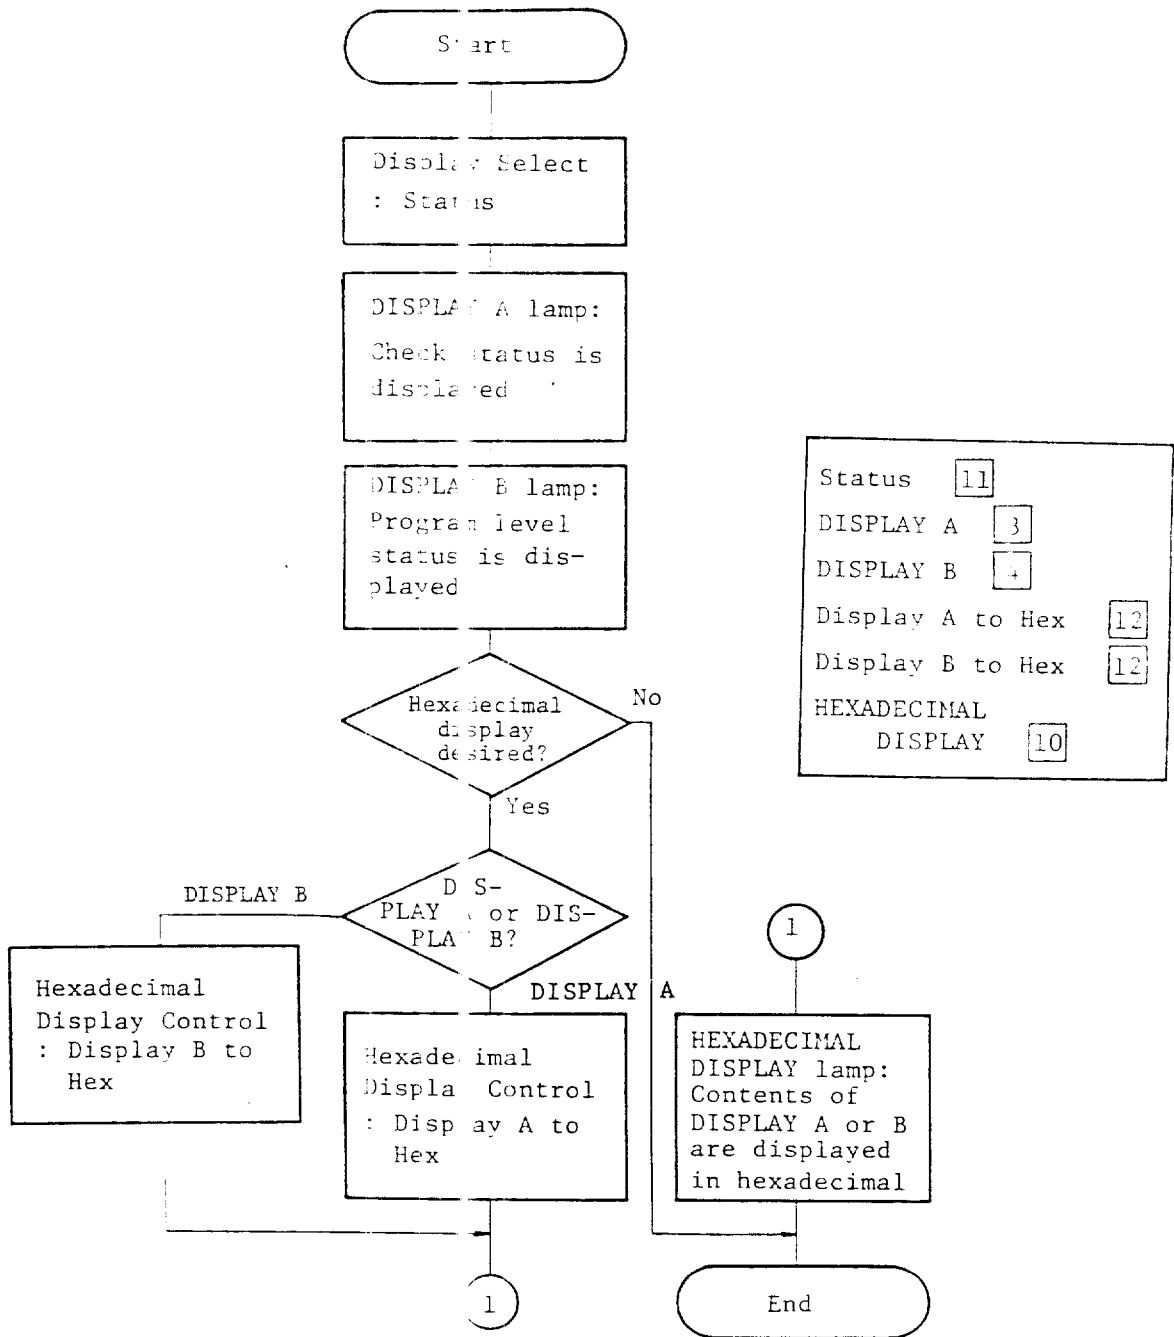 Start
Display Select
: Status
DISPLAY A lamp:
Check status is
displayed
DISPLAY B lamp:
Program level
status is dis-
played
Hexadecimal
display
desired?
No
Yes
DIS-
PLAY A or DIS-
PLAY B?
DISPLAY B
DISPLAY A
Hexadecimal
Display Control
: Display B to
Hex
Hexadecimal
Display Control
: Display A to
Hex
1
1
HEXADECIMAL
DISPLAY lamp:
Contents of
DISPLAY A or B
are displayed
in hexadecimal
End
Status 11
DISPLAY A 3
DISPLAY B 4
Display A to Hex 12
Display B to Hex 12
HEXADECIMAL
DISPLAY 10